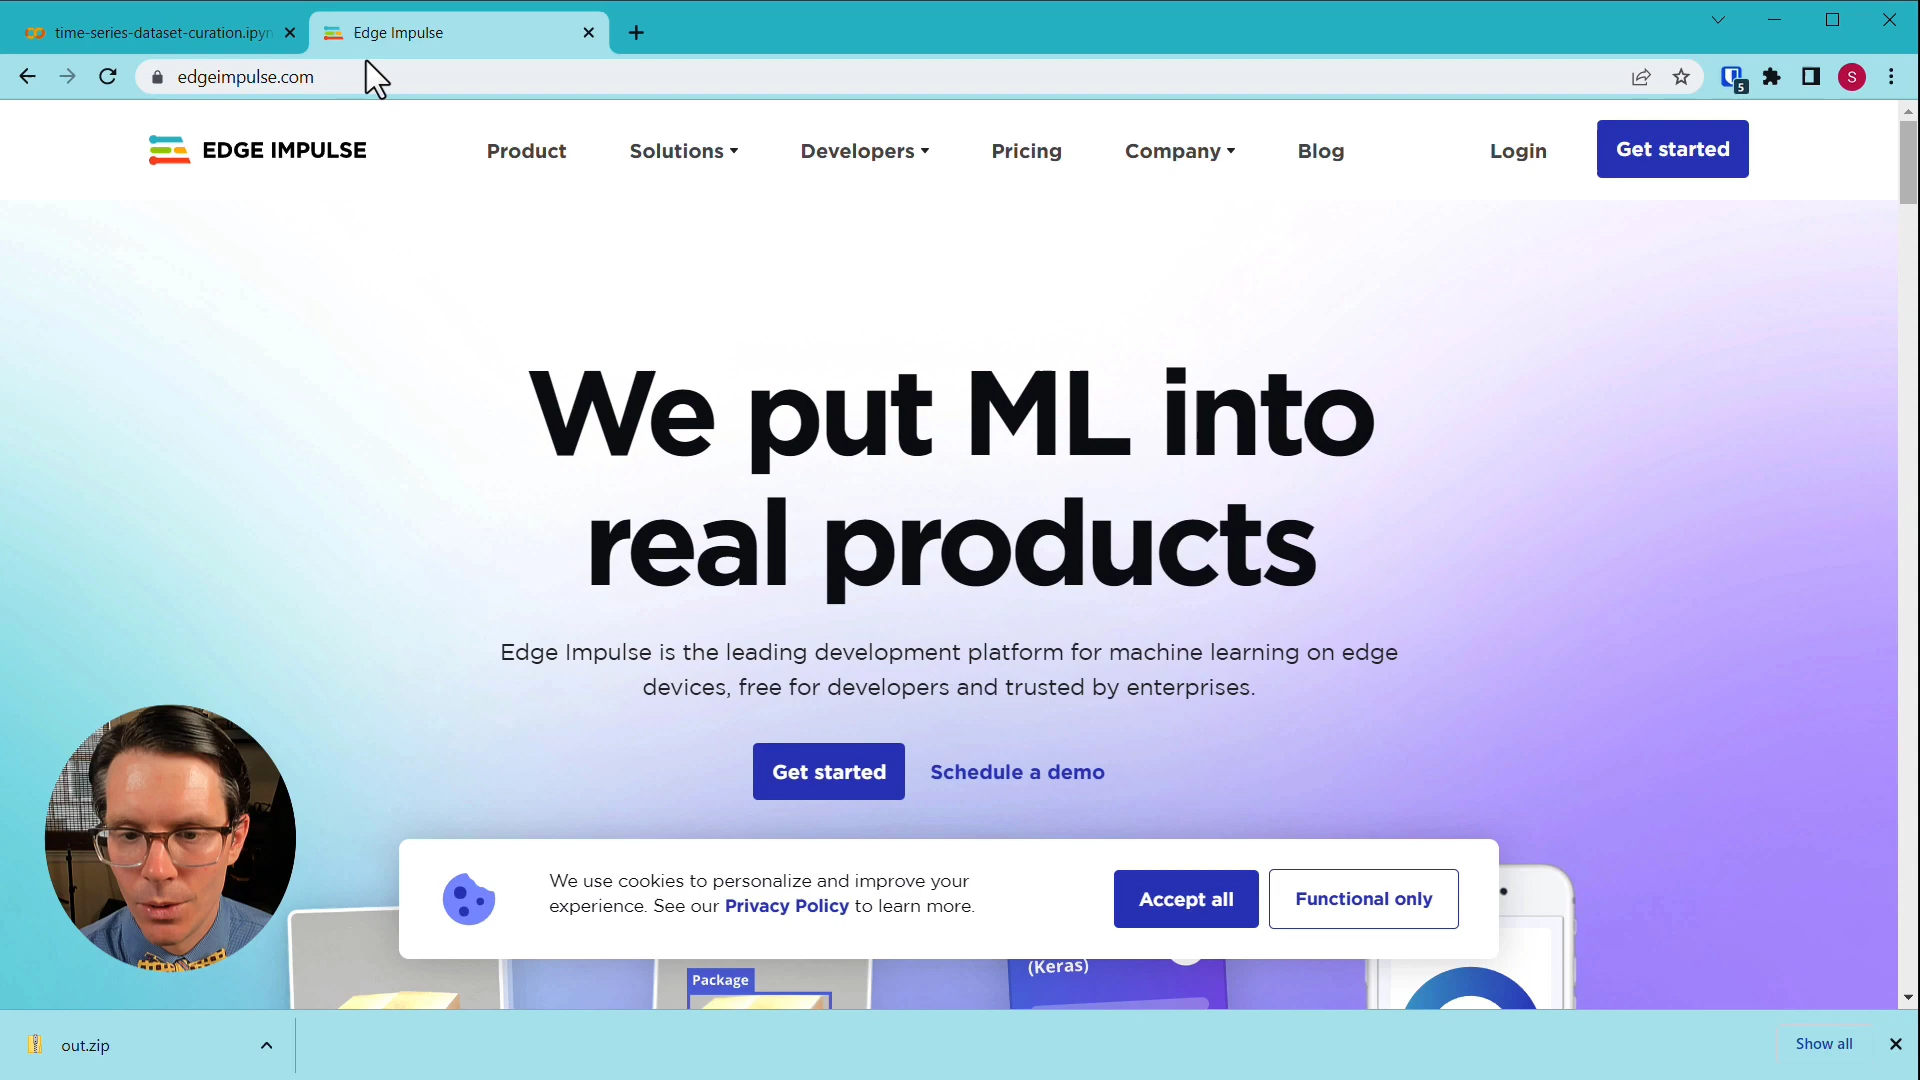 time-series-dataset-curation.ipyn
Edge Impulse
edgeimpulse.com
5
S
EDGE IMPULSE
Product
Solutions
Developers
Pricing
Company
Blog
Login
Get started
We put ML into
real products
Edge Impulse is the leading development platform for machine learning on edge
devices, free for developers and trusted by enterprises.
Get started
Schedule a demo
We use cookies to personalize and improve your
experience. See our Privacy Policy to learn more.
Accept all
Functional only
Package
(Keras)
out.zip
Show all